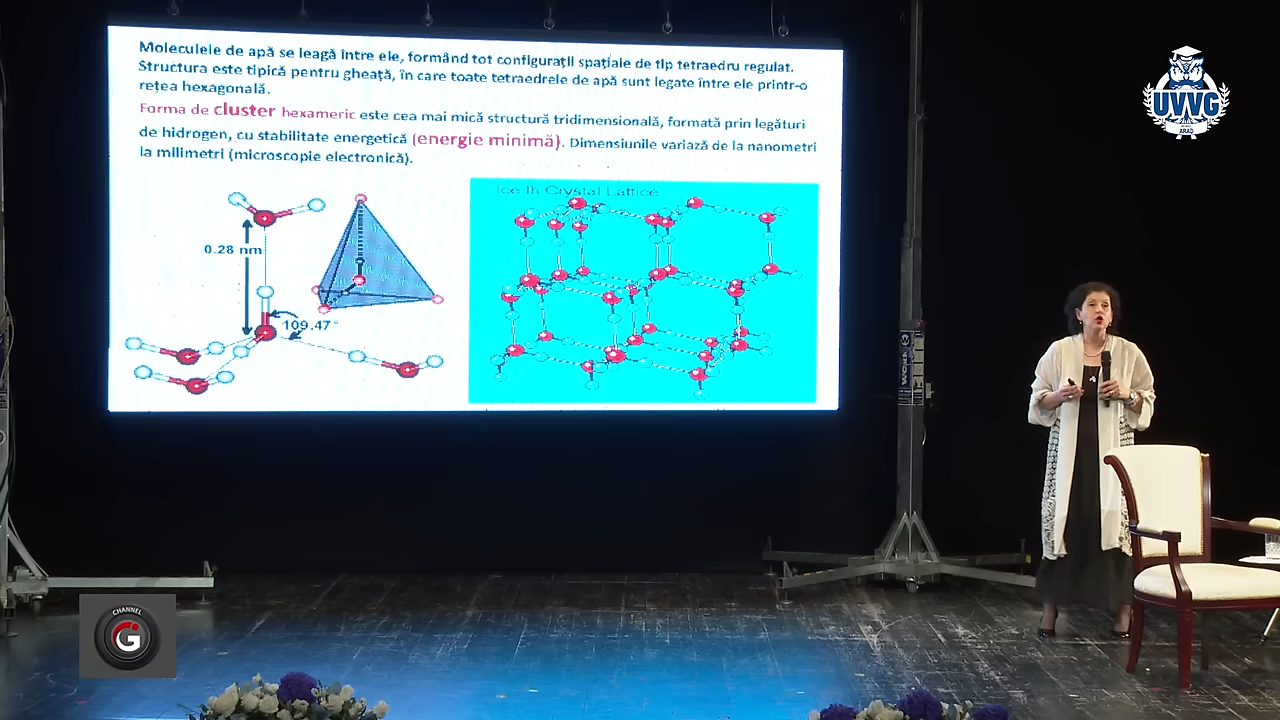 Moleculele de apă se leagă între ele, formând tot configurații spațiale de tip tetraedru regulat.
Structura este tipică pentru gheață, în care toate tetraedrele de apă sunt legate între ele printr-o
rețea hexagonală.
Forma de cluster hexameric este cea mai mică structură tridimensională, formată prin legături
de hidrogen, cu stabilitate energetică (energie minimă). Dimensiunile variază de la nanometri
la milimetri (microscopie electronică).
Ice Ih Crystal Lattice
0.28 nm
109.47°
UVVG
ARAD
WORK
CHANNEL
G